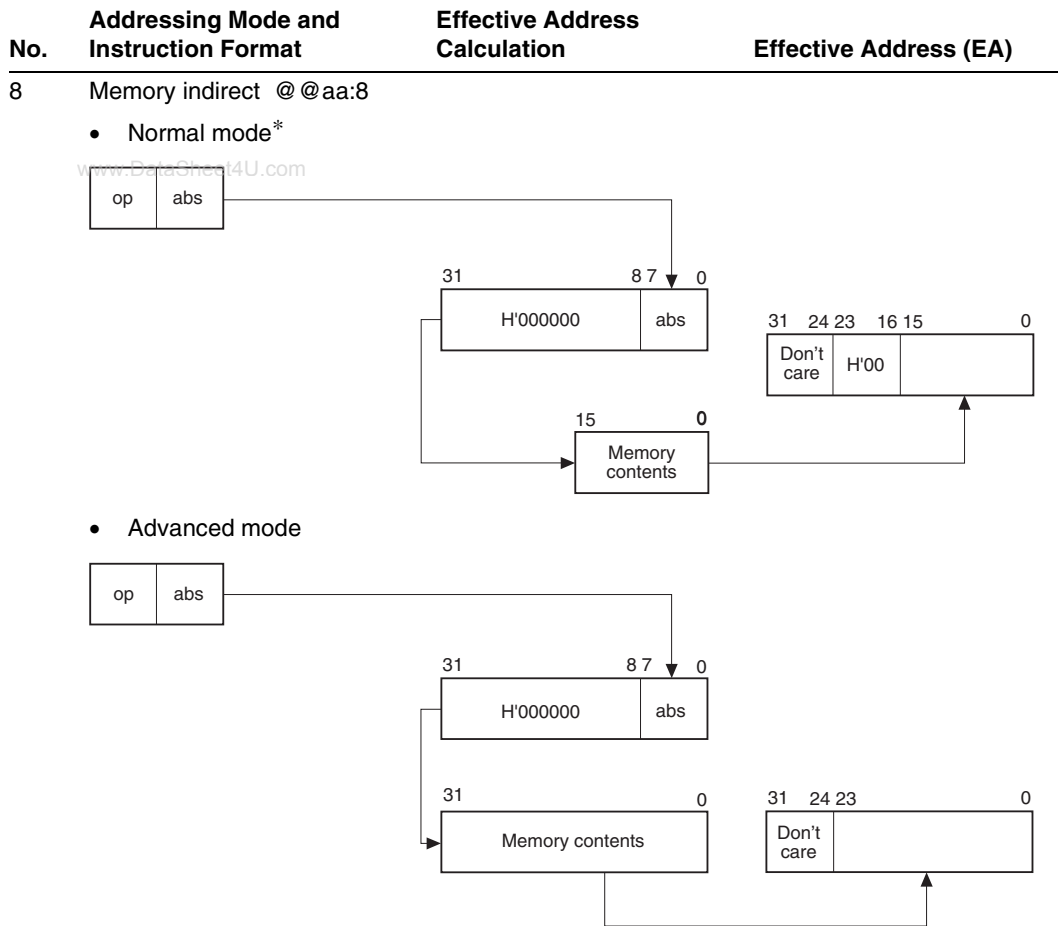 No. Addressing Mode and Instruction Format Effective Address Calculation Effective Address (EA)
8 Memory indirect @@aa:8
• Normal mode*
www.DataSheet4U.com
op abs
31 8 7 0
H'000000 abs
31 24 23 16 15 0
Don't care H'00
15 0
Memory contents
• Advanced mode
op abs
31 8 7 0
H'000000 abs
31 0
Memory contents
31 24 23 0
Don't care